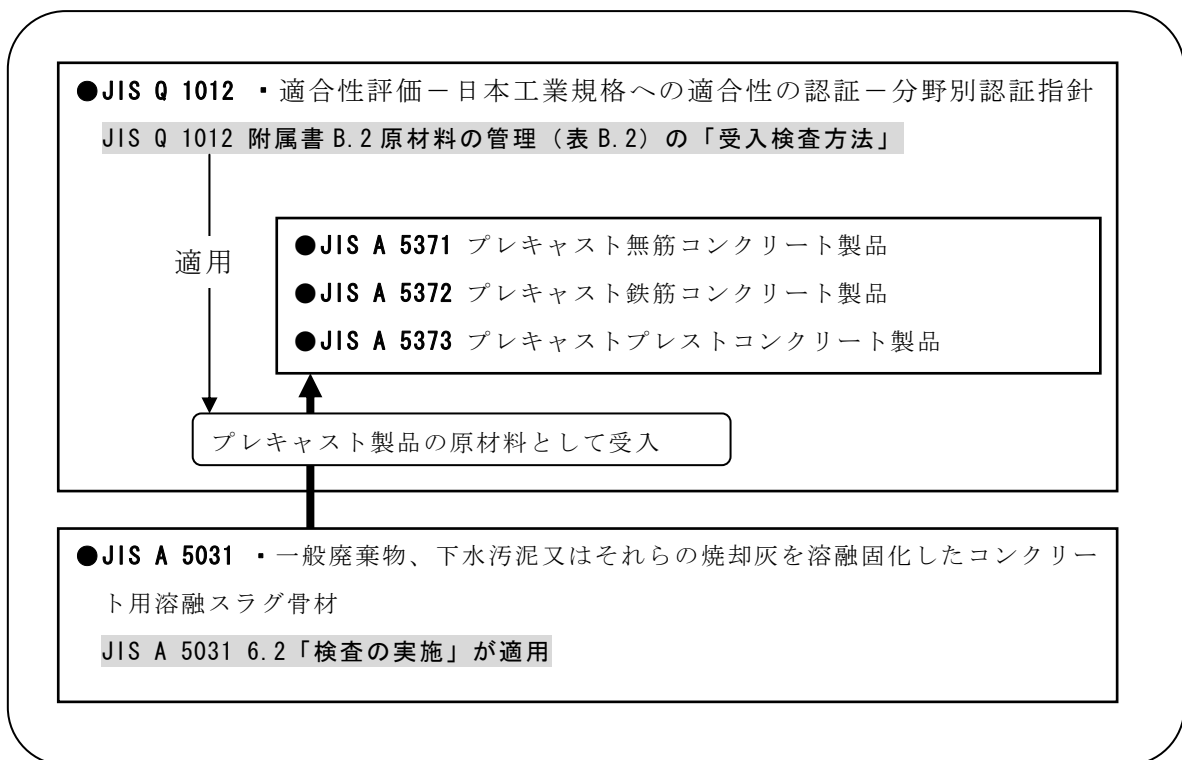 ●JIS Q 1012 ・適合性評価－日本工業規格への適合性の認証－分野別認証指針
JIS Q 1012 附属書 B.2 原材料の管理（表 B.2）の「受入検査方法」
適用
●JIS A 5371 プレキャスト無筋コンクリート製品
●JIS A 5372 プレキャスト鉄筋コンクリート製品
●JIS A 5373 プレキャストプレストコンクリート製品
プレキャスト製品の原材料として受入
●JIS A 5031 ・一般廃棄物、下水汚泥又はそれらの焼却灰を溶融固化したコンクリー
ト用溶融スラグ骨材
JIS A 5031 6.2「検査の実施」が適用